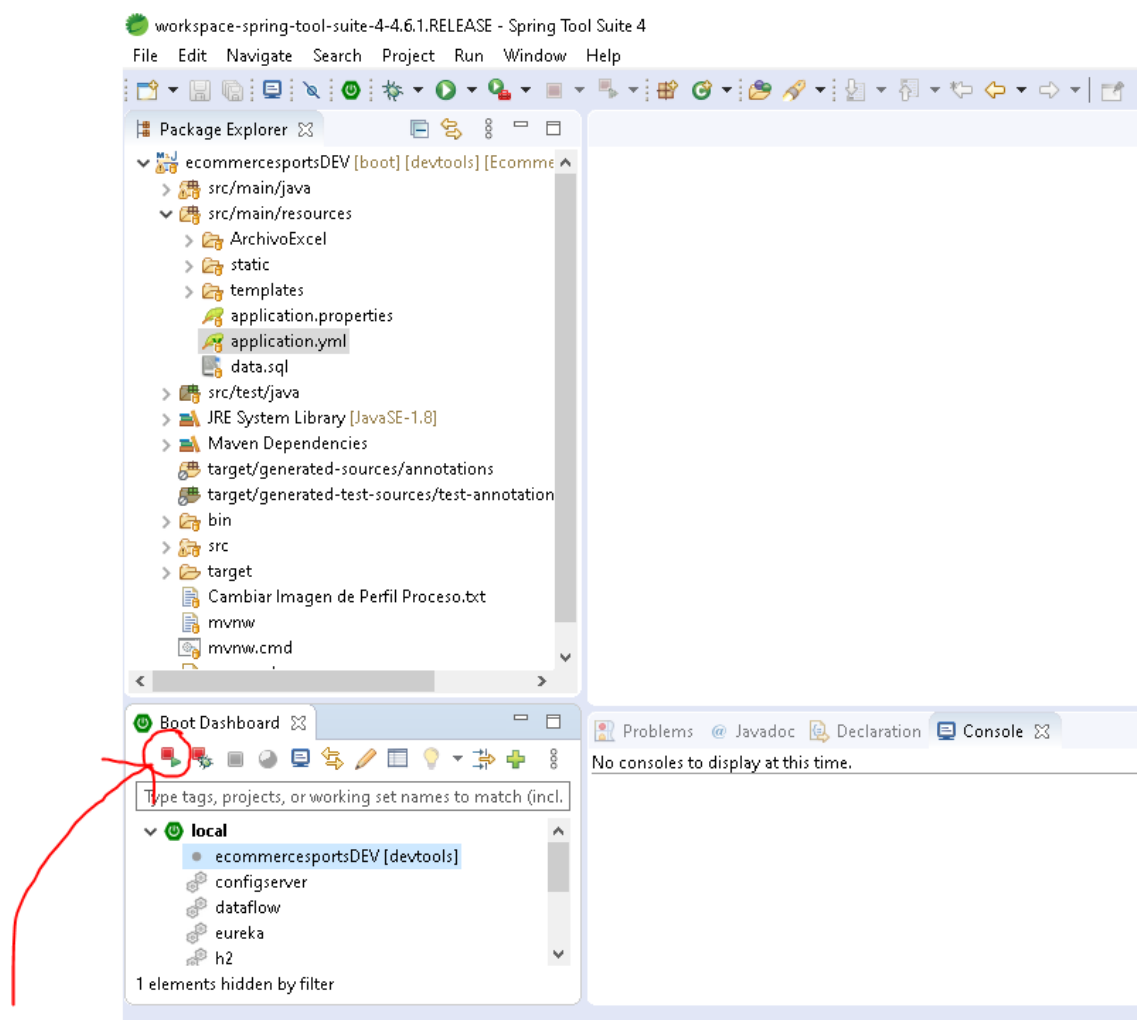 workspace-spring-tool-suite-4-4.6.1.RELEASE - Spring Tool Suite 4
File Edit Navigate Search Project Run Window Help
Package Explorer
ecommercesportsDEV [boot] [devtools] [Ecomme
src/main/java
src/main/resources
ArchivoExcel
static
templates
application.properties
application.yml
data.sql
src/test/java
JRE System Library [JavaSE-1.8]
Maven Dependencies
target/generated-sources/annotations
target/generated-test-sources/test-annotation
bin
src
target
Cambiar Imagen de Perfil Proceso.txt
mvnw
mvnw.cmd
Boot Dashboard
Type tags, projects, or working set names to match (incl.
local
ecommercesportsDEV [devtools]
configserver
dataflow
eureka
h2
1 elements hidden by filter
Problems @ Javadoc Declaration Console
No consoles to display at this time.